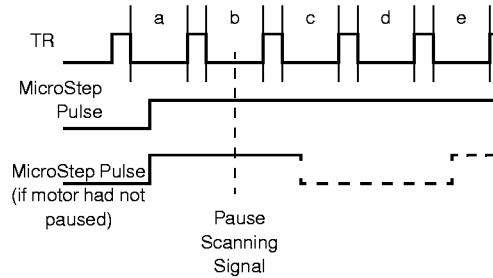 a b c d e
TR
MicroStep
Pulse
MicroStep Pulse
(if motor had not
paused)
Pause
Scanning
Signal